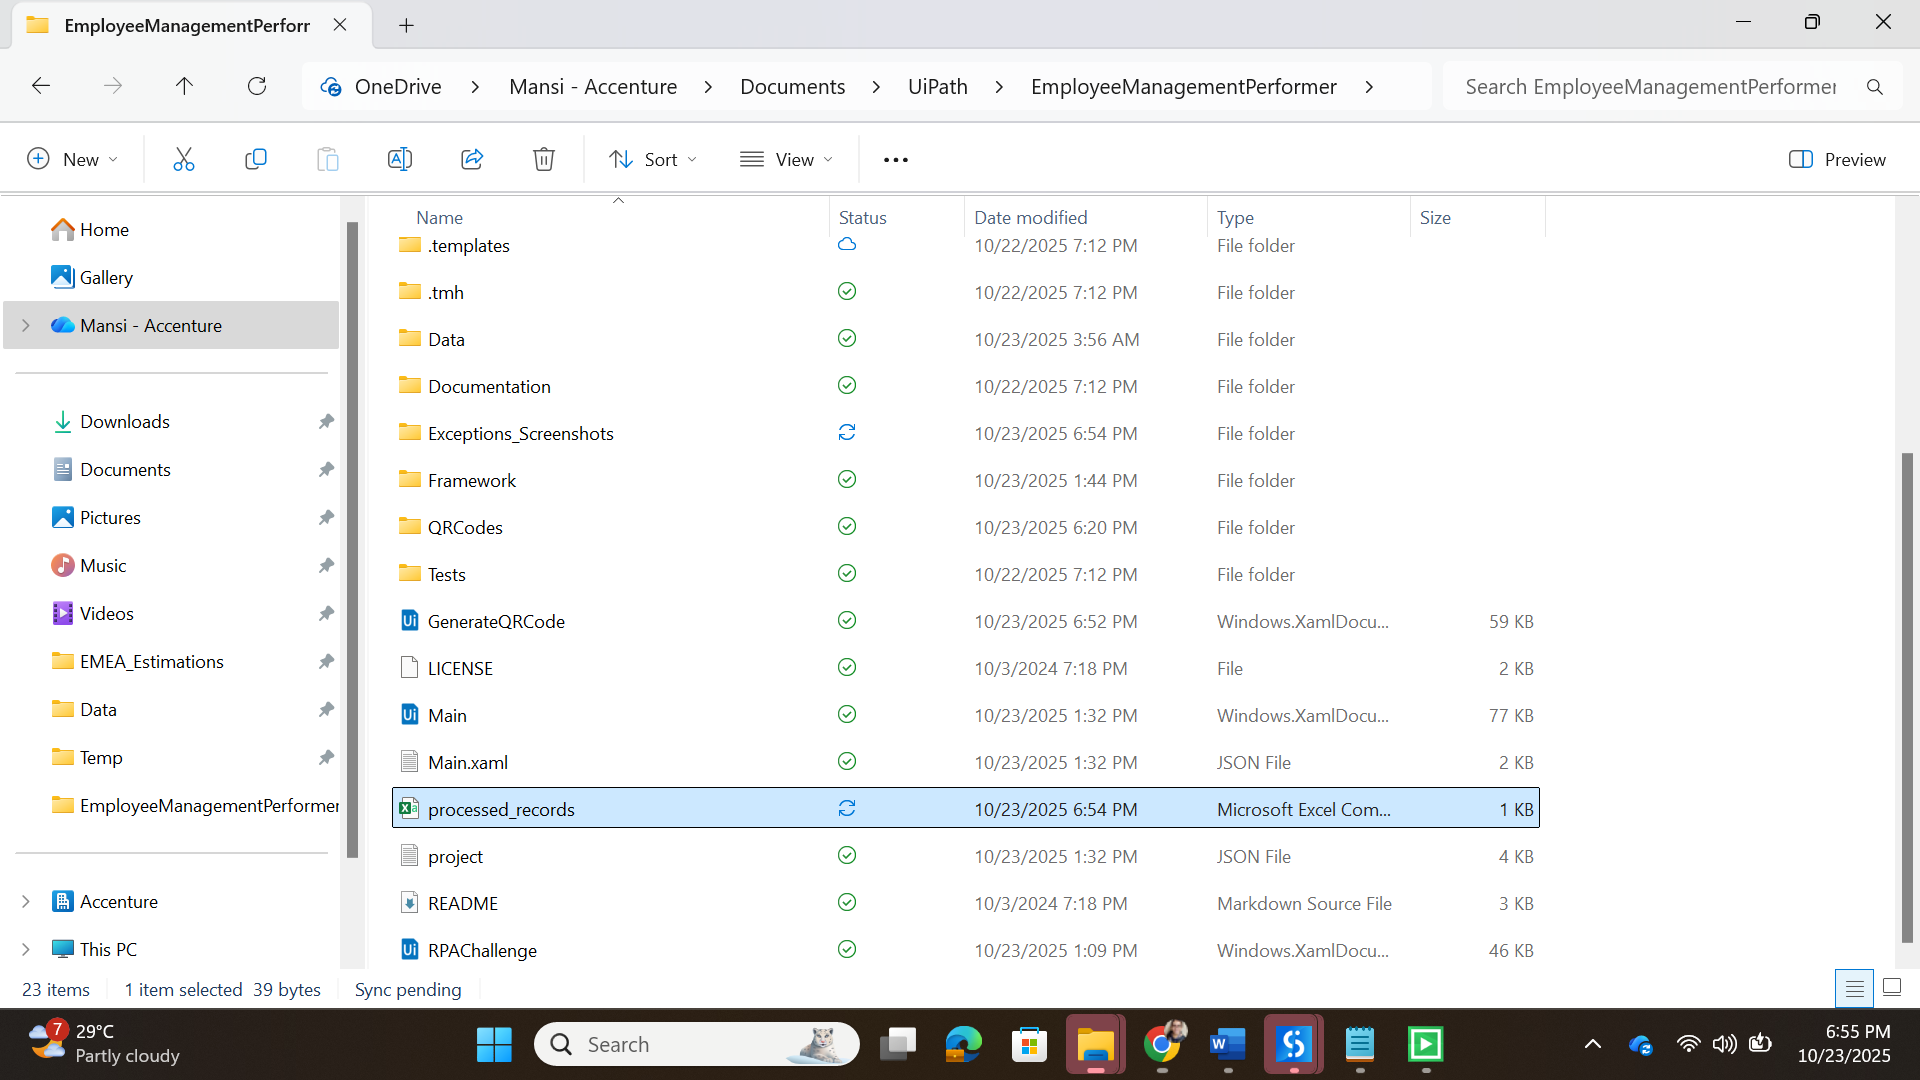 EmployeeManagementPerforr
OneDrive > Mansi - Accenture > Documents > UiPath > EmployeeManagementPerformer >
Search EmployeeManagementPerformer
New
Sort
View
Preview
Name Status Date modified Type Size
Home
Gallery
Mansi - Accenture
Downloads
Documents
Pictures
Music
Videos
EMEA_Estimations
Data
Temp
EmployeeManagementPerformer
Accenture
This PC
.templates 10/22/2025 7:12 PM File folder
.tmh 10/22/2025 7:12 PM File folder
Data 10/23/2025 3:56 AM File folder
Documentation 10/22/2025 7:12 PM File folder
Exceptions_Screenshots 10/23/2025 6:54 PM File folder
Framework 10/23/2025 1:44 PM File folder
QRCodes 10/23/2025 6:20 PM File folder
Tests 10/22/2025 7:12 PM File folder
GenerateQRCode 10/23/2025 6:52 PM Windows.XamlDocu... 59 KB
LICENSE 10/3/2024 7:18 PM File 2 KB
Main 10/23/2025 1:32 PM Windows.XamlDocu... 77 KB
Main.xaml 10/23/2025 1:32 PM JSON File 2 KB
processed_records 10/23/2025 6:54 PM Microsoft Excel Com... 1 KB
project 10/23/2025 1:32 PM JSON File 4 KB
README 10/3/2024 7:18 PM Markdown Source File 3 KB
RPAChallenge 10/23/2025 1:09 PM Windows.XamlDocu... 46 KB
23 items 1 item selected 39 bytes Sync pending
7
29°C
Partly cloudy
Search
6:55 PM
10/23/2025